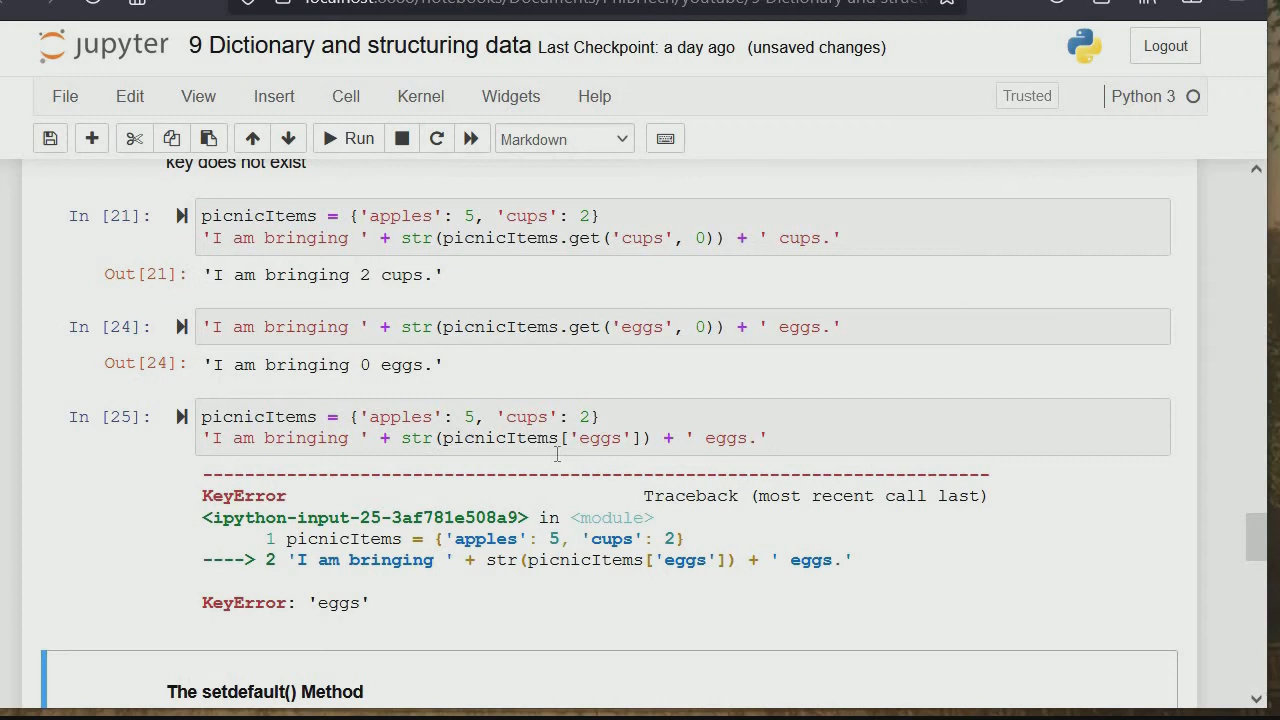 jupyter 9 Dictionary and structuring data Last Checkpoint: a day ago (unsaved changes) Logout
File Edit View Insert Cell Kernel Widgets Help Trusted Python 3
Run Markdown
key does not exist
In [21]: picnicItems = {'apples': 5, 'cups': 2}
'I am bringing ' + str(picnicItems.get('cups', 0)) + ' cups.'
Out[21]: 'I am bringing 2 cups.'
In [24]: 'I am bringing ' + str(picnicItems.get('eggs', 0)) + ' eggs.'
Out[24]: 'I am bringing 0 eggs.'
In [25]: picnicItems = {'apples': 5, 'cups': 2}
'I am bringing ' + str(picnicItems['eggs']) + ' eggs.'
---------------------------------------------------------------------------
KeyError Traceback (most recent call last)
<ipython-input-25-3af781e508a9> in <module>
1 picnicItems = {'apples': 5, 'cups': 2}
----> 2 'I am bringing ' + str(picnicItems['eggs']) + ' eggs.'
KeyError: 'eggs'
The setdefault() Method